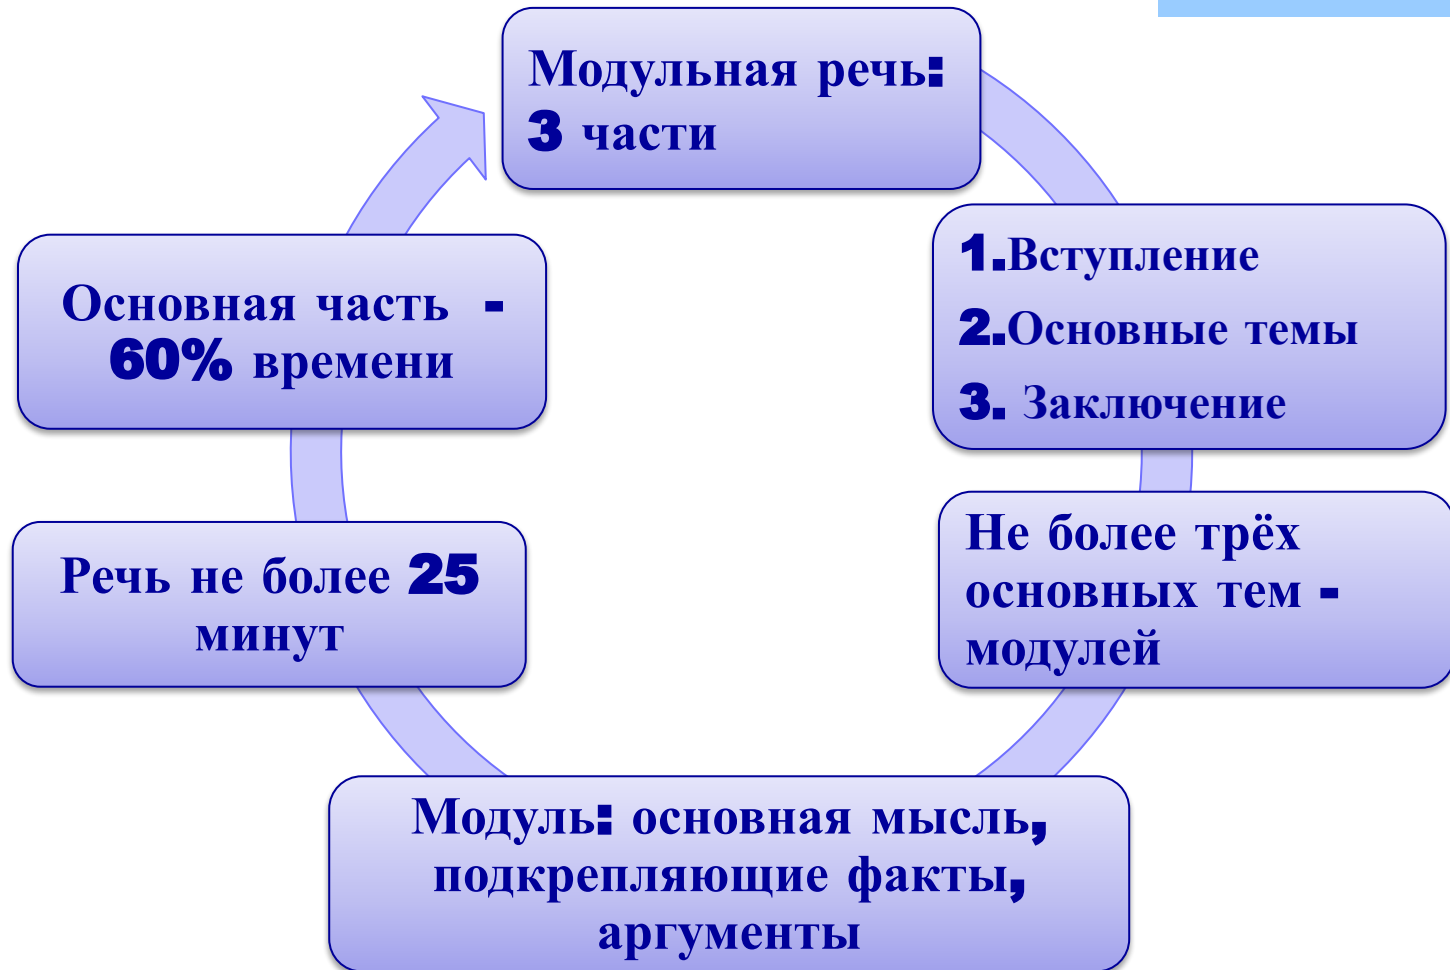 Модульная речь:
3 части
1.Вступление
2.Основные темы
3. Заключение
Не более трёх
основных тем -
модулей
Модуль: основная мысль,
подкрепляющие факты,
аргументы
Речь не более 25
минут
Основная часть -
60% времени